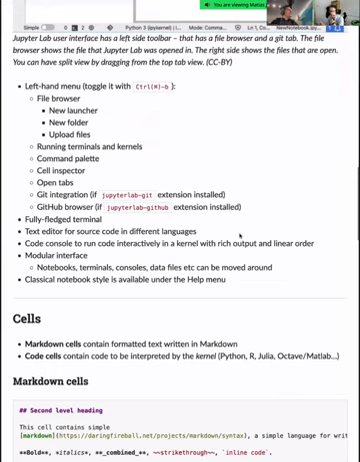 You are viewing Matias
Simple
0
2
Python 3 (ipykernel) |
Mode: Comma...
Ln 1, Co
NewNotebook.ipynb
Jupyter Lab user interface has a left side toolbar – that has a file browser and a git tab. The file
browser shows the file that Jupyter Lab was opened in. The right side shows the files that are open.
You can have split view by dragging from the top tab view. (CC-BY)
• Left-hand menu (toggle it with Ctrl(⌘)-b ):
File browser
New launcher
New folder
Upload files
Running terminals and kernels
Command palette
Cell inspector
Open tabs
Git integration (if jupyterlab-git extension installed)
GitHub browser (if jupyterlab-github extension installed)
• Fully-fledged terminal
• Text editor for source code in different languages
• Code console to run code interactively in a kernel with rich output and linear order
• Modular interface
Notebooks, terminals, consoles, data files etc can be moved around
• Classical notebook style is available under the Help menu
Cells
• Markdown cells contain formatted text written in Markdown
• Code cells contain code to be interpreted by the kernel (Python, R, Julia, Octave/Matlab...)
Markdown cells
## Second level heading
This cell contains simple
[markdown](https://daringfireball.net/projects/markdown/syntax), a simple language for writ
**Bold**, *italics*, **_combined_**, ~~strikethrough~~, `inline code`.